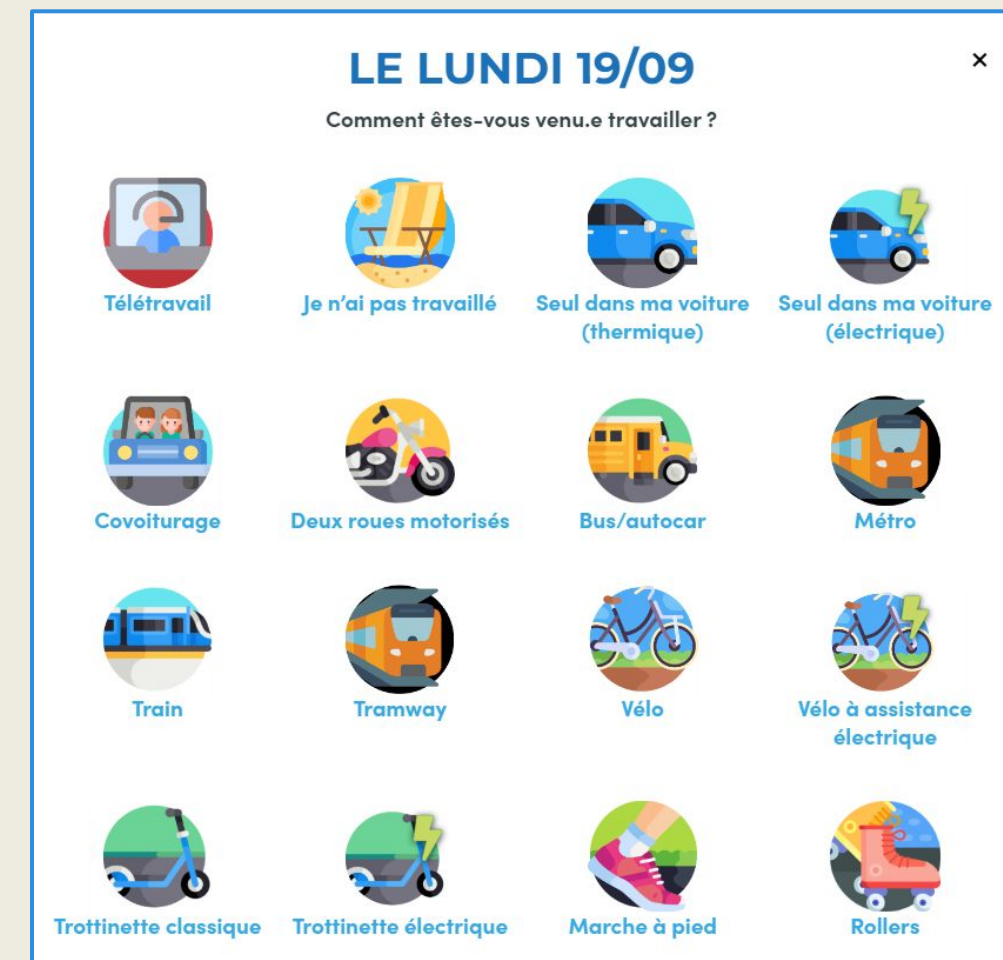 LE LUNDI 19/09
×
Comment êtes-vous venu.e travailler ?
Télétravail
Je n'ai pas travaillé
Seul dans ma voiture
(thermique)
Seul dans ma voiture
(électrique)
Covoiturage
Deux roues motorisés
Bus/autocar
Métro
Train
Tramway
Vélo
Vélo à assistance
électrique
Trottinette classique
Trottinette électrique
Marche à pied
Rollers